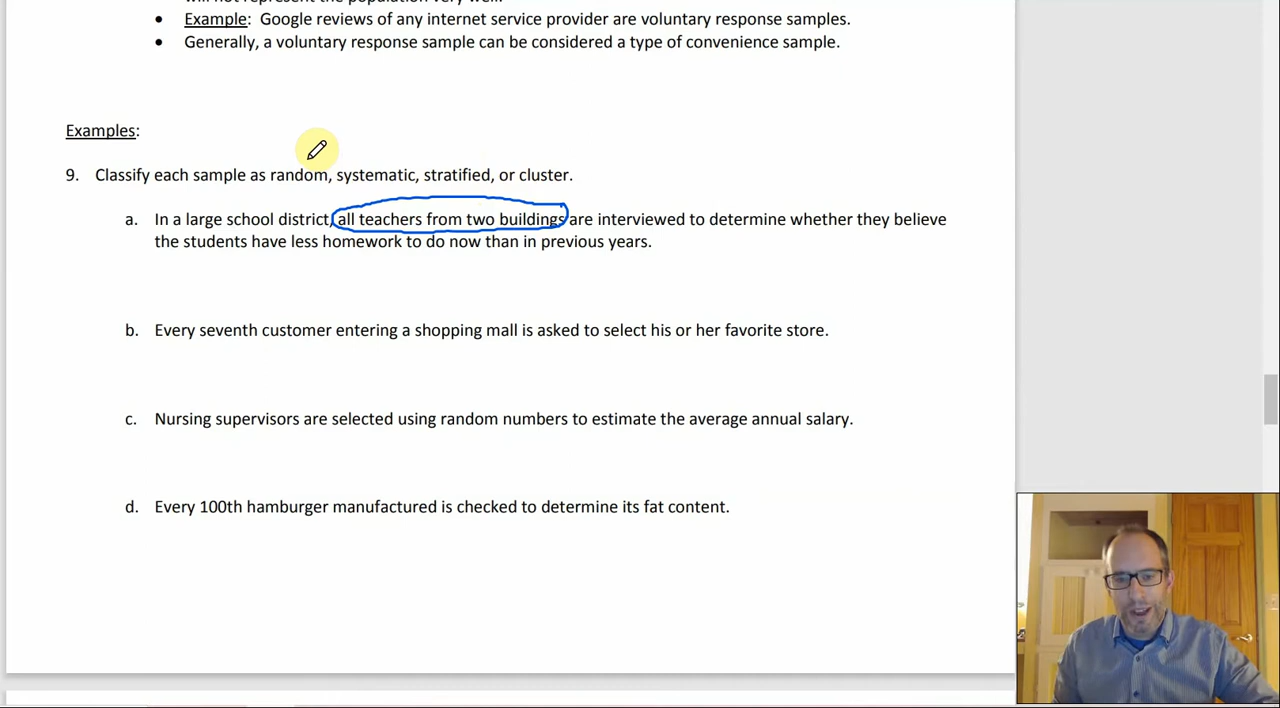 • Example: Google reviews of any internet service provider are voluntary response samples.
• Generally, a voluntary response sample can be considered a type of convenience sample.
Examples:
9. Classify each sample as random, systematic, stratified, or cluster.
a. In a large school district, all teachers from two buildings are interviewed to determine whether they believe
the students have less homework to do now than in previous years.
b. Every seventh customer entering a shopping mall is asked to select his or her favorite store.
c. Nursing supervisors are selected using random numbers to estimate the average annual salary.
d. Every 100th hamburger manufactured is checked to determine its fat content.